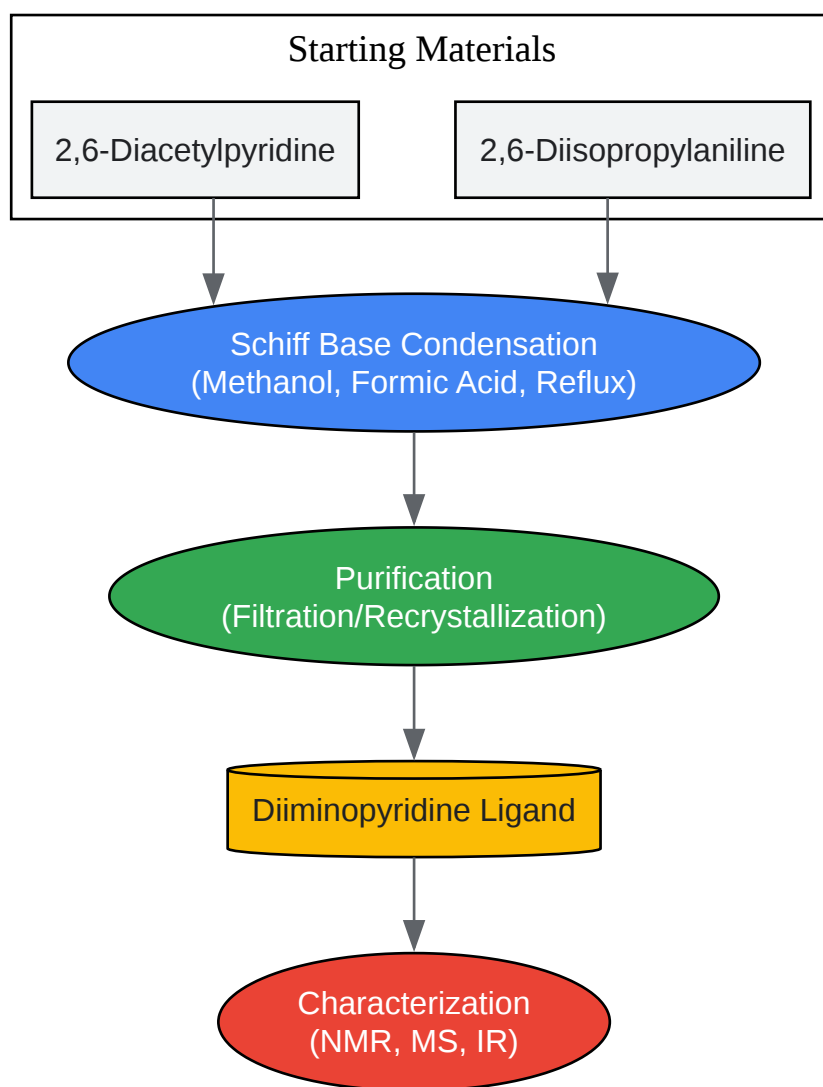 Starting Materials
2,6-Diacetylpyridine
2,6-Diisopropylaniline
Schiff Base Condensation
(Methanol, Formic Acid, Reflux)
Purification
(Filtration/Recrystallization)
Diiminopyridine Ligand
Characterization
(NMR, MS, IR)